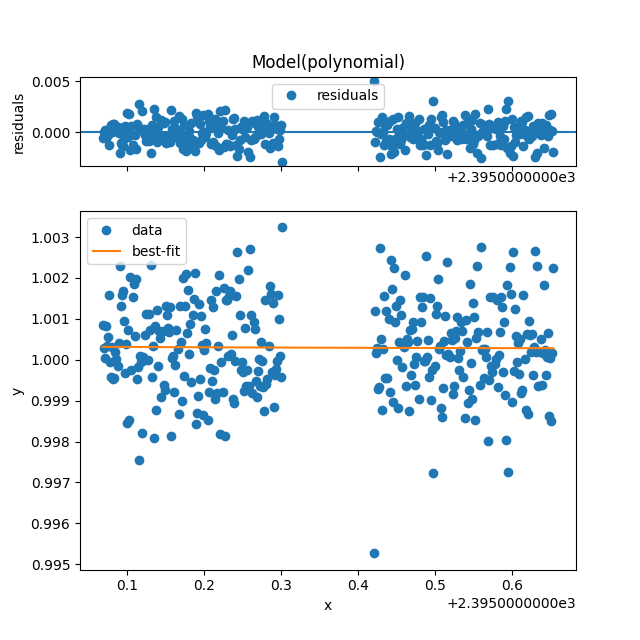 Model(polynomial)
residuals
0.005
0.000
residuals
+2.3950000000e3
y
1.003
1.002
1.001
1.000
0.999
0.998
0.997
0.996
0.995
data
best-fit
0.1 0.2 0.3 0.4 0.5 0.6
x
+2.3950000000e3